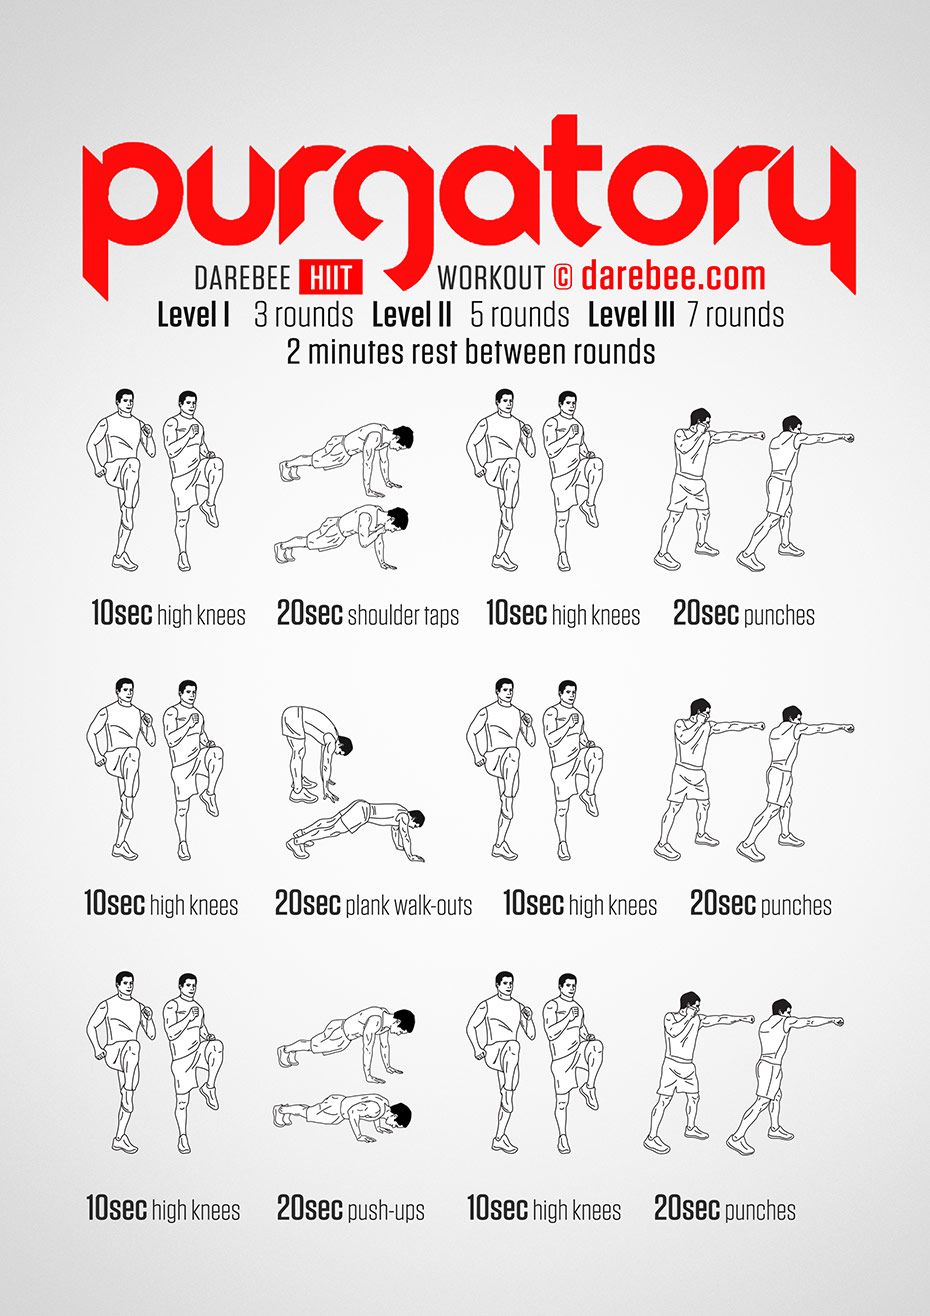 purgatory
DAREBEE HIIT WORKOUT © darebee.com
Level I 3 rounds Level II 5 rounds Level III 7 rounds
2 minutes rest between rounds
10sec high knees 20sec shoulder taps 10sec high knees 20sec punches
10sec high knees 20sec plank walk-outs 10sec high knees 20sec punches
10sec high knees 20sec push-ups 10sec high knees 20sec punches